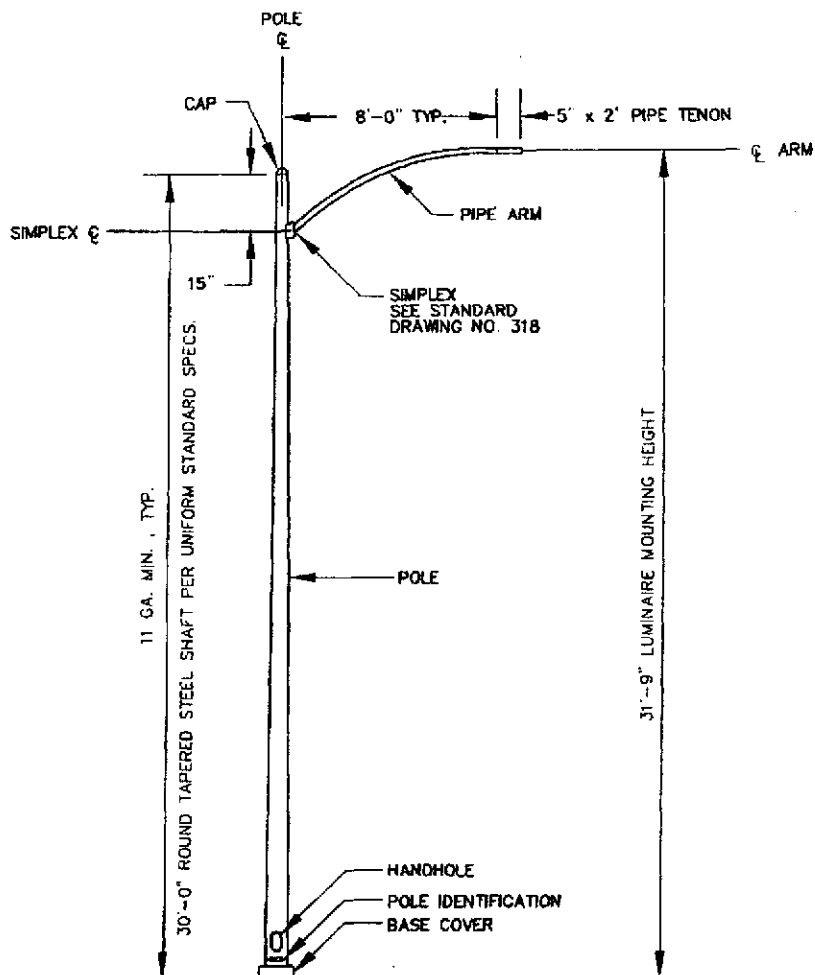 POLE
℄
CAP
8'-0" TYP.
5" x 2' PIPE TENON
℄ ARM
PIPE ARM
SIMPLEX ℄
15"
SIMPLEX
SEE STANDARD
DRAWING NO. 318
11 GA. MIN. , TYP.
30'-0" ROUND TAPERED STEEL SHAFT PER UNIFORM STANDARD SPECS.
POLE
31'-9" LUMINAIRE MOUNTING HEIGHT
HANDHOLE
POLE IDENTIFICATION
BASE COVER